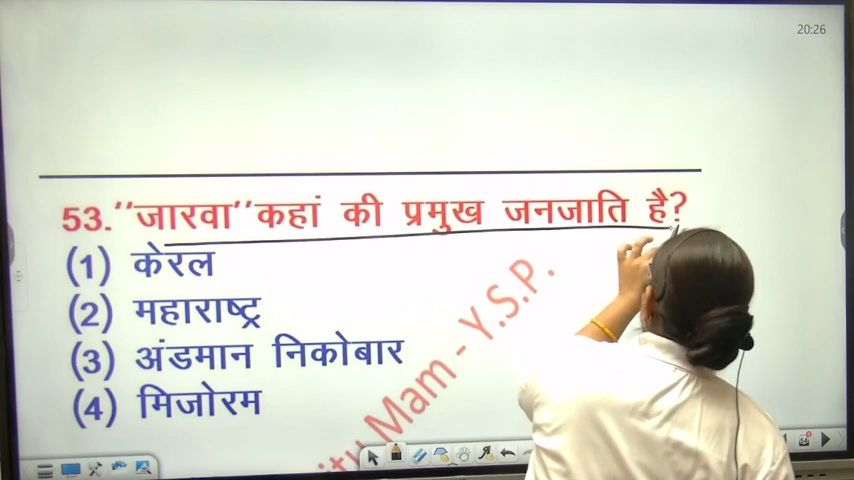 20:26
53."जारवा"कहां की प्रमुख जनजाति है?
(1) केरल
(2) महाराष्ट्र
(3) अंडमान निकोबार
(4) मिजोरम
Mam - Y.S.P.